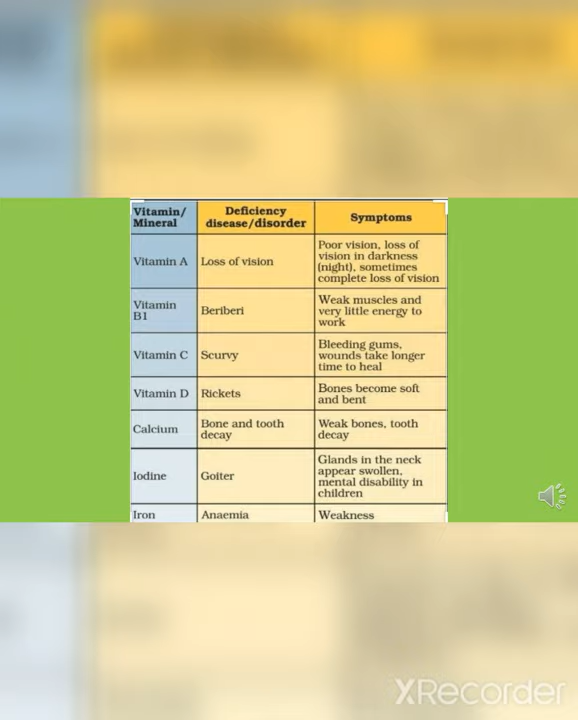 Vitamin/ Mineral
Deficiency disease/disorder
Symptoms
Vitamin A
Loss of vision
Poor vision, loss of
vision in darkness
(night), sometimes
complete loss of vision
Vitamin
B1
Beriberi
Weak muscles and
very little energy to
work
Vitamin C
Scurvy
Bleeding gums,
wounds take longer
time to heal
Vitamin D
Rickets
Bones become soft
and bent
Calcium
Bone and tooth
decay
Weak bones, tooth
decay
Iodine
Goiter
Glands in the neck
appear swollen,
mental disability in
children
Iron
Anaemia
Weakness
XRecorder